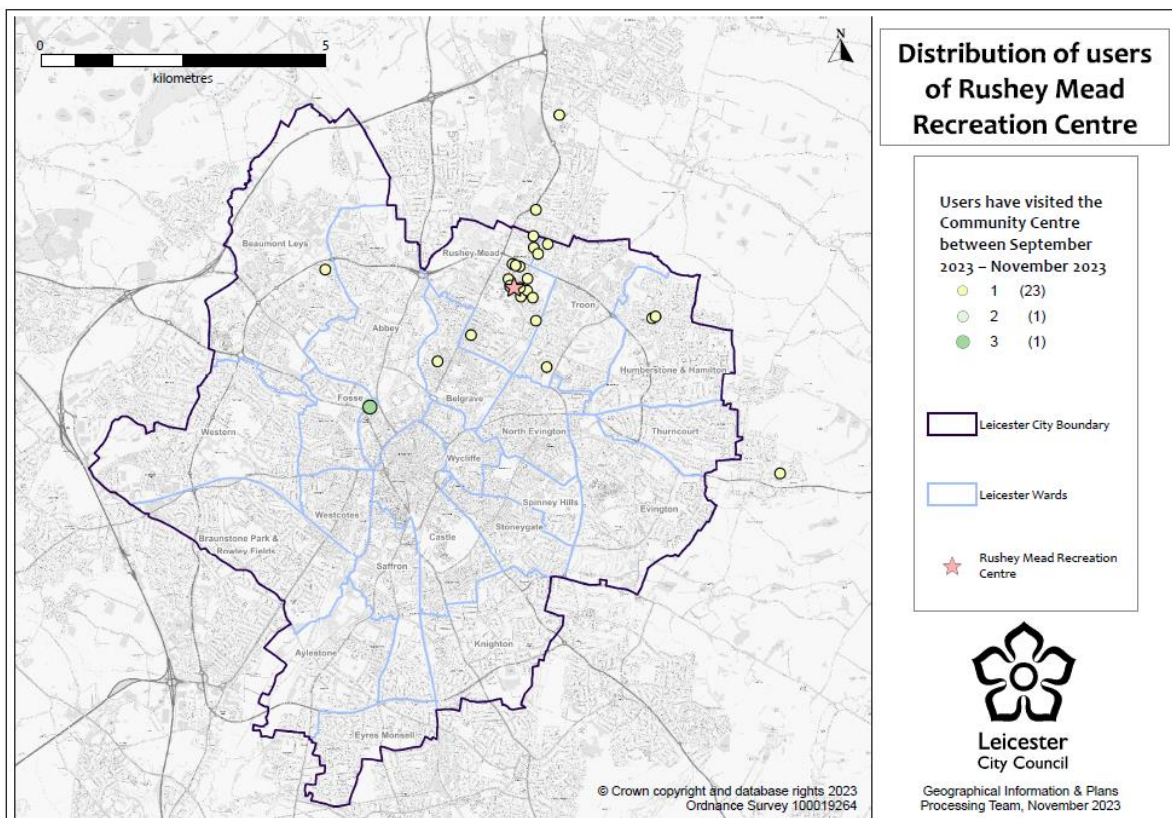 0 5
kilometres
N
Beaumont Leys
Rushey Mead
Troon
Abbey
Humberstone & Hamilton
Fosse
Belgrave
Western
North Evington
Thurncourt
Wycliffe
Spinney Hills
Westcotes
Evington
Stoneygate
Castle
Braunstone Park &
Rowley Fields
Saffron
Knighton
Aylestone
Eyres Monsell
© Crown copyright and database rights 2023
Ordnance Survey 100019264
Distribution of users
of Rushey Mead
Recreation Centre
Users have visited the
Community Centre
between September
2023 – November 2023
1 (23)
2 (1)
3 (1)
Leicester City Boundary
Leicester Wards
Rushey Mead Recreation
Centre
Leicester
City Council
Geographical Information & Plans
Processing Team, November 2023